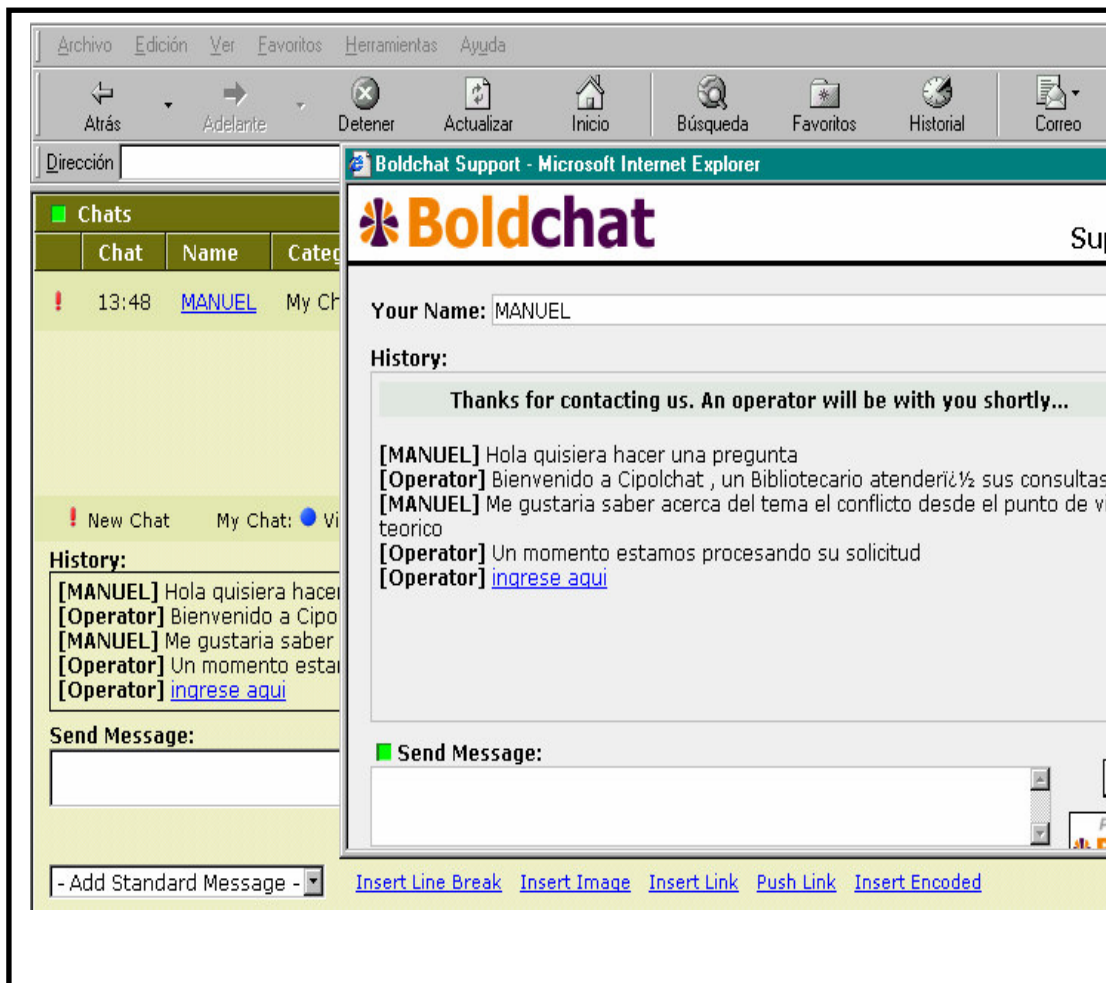 Archivo Edición Ver Favoritos Herramientas Ayuda
Atrás Adelante Detener Actualizar Inicio Búsqueda Favoritos Historial Correo
Dirección
Boldchat Support - Microsoft Internet Explorer
Boldchat
Chats
Chat Name
13:48 MANUEL My
Your Name: MANUEL
History:
Thanks for contacting us. An operator will be with you shortly...
[MANUEL] Hola quisiera hacer una pregunta
[Operator] Bienvenido a Cipolchat , un Bibliotecario atenderï¿½ sus consultas
[MANUEL] Me gustaria saber acerca del tema el conflicto desde el punto de
teorico
[Operator] Un momento estamos procesando su solicitud
[Operator] ingrese aqui
Send Message:
New Chat My Chat:
History:
[MANUEL] Hola quisiera
[Operator] Bienvenido a
[MANUEL] Me gustaria saber
[Operator] Un momento
[Operator] ingrese aqui
Send Message:
- Add Standard Message - Insert Line Break Insert Image Insert Link Push Link Insert Encoded